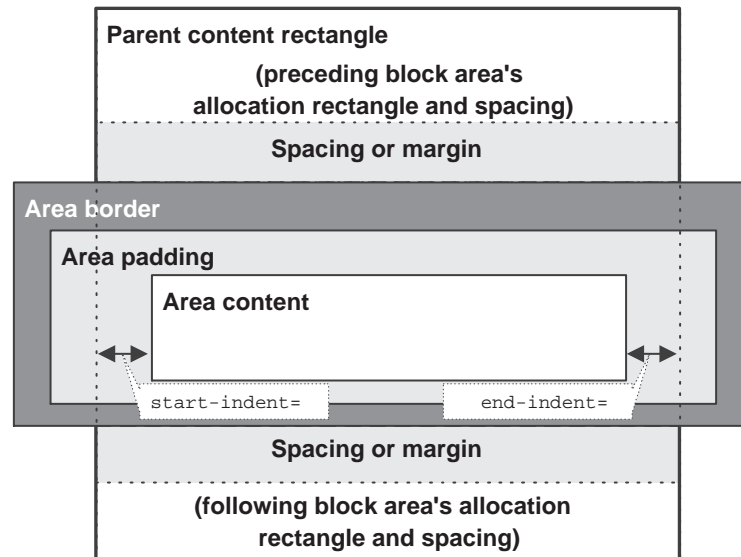 Parent content rectangle
(preceding block area's
allocation rectangle and spacing)
Spacing or margin
Area border
Area padding
Area content
start-indent=
end-indent=
Spacing or margin
(following block area's allocation
rectangle and spacing)